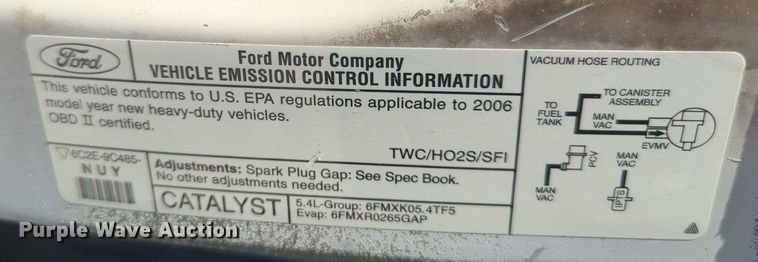 Ford
Ford Motor Company
VEHICLE EMISSION CONTROL INFORMATION
This vehicle conforms to U.S. EPA regulations applicable to 2006
model year new heavy-duty vehicles.
OBD II certified.
TWC/HO2S/SFI
6C2E-9C485-
NUY
Adjustments: Spark Plug Gap: See Spec Book.
No other adjustments needed.
CATALYST
5.4L-Group: 6FMXK05.4TF5
Evap: 6FMXR0265GAP
VACUUM HOSE ROUTING
TO CANISTER
ASSEMBLY
TO
FUEL
TANK
MAN
VAC
EVMV
PCV
MAN
VAC
MAN
VAC
Purple Wave Auction